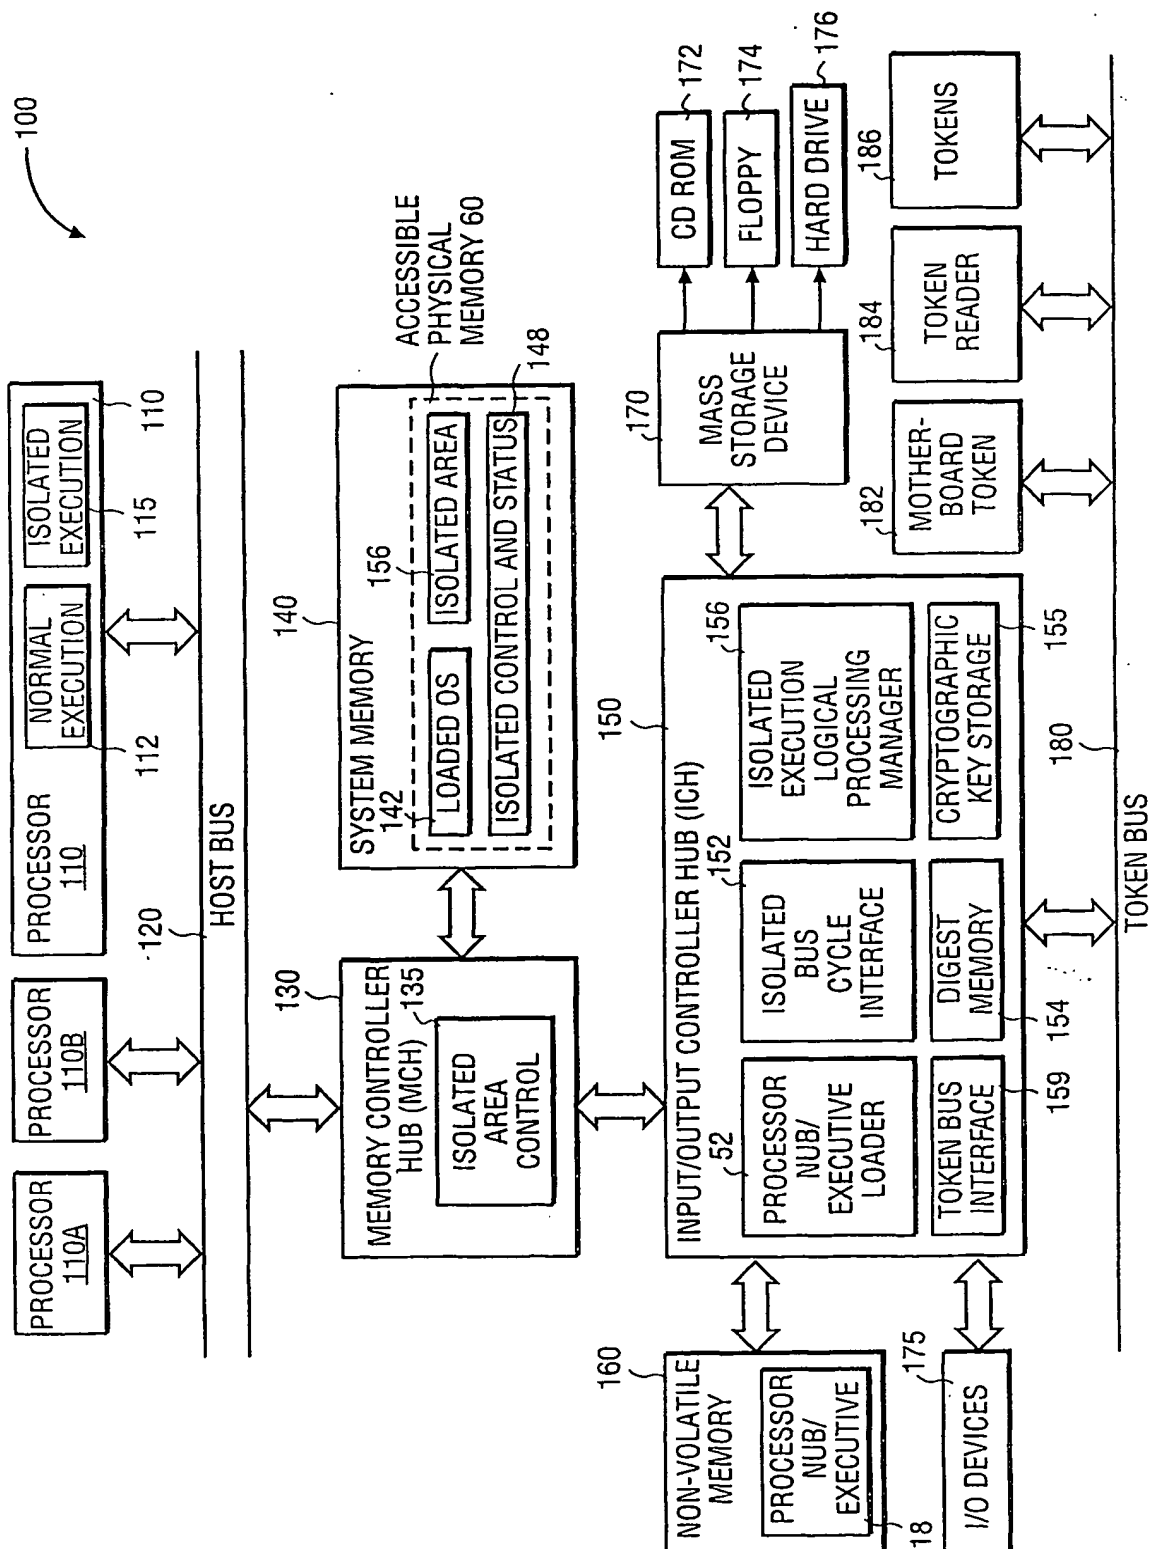 100
PROCESSOR
110A
PROCESSOR
110B
PROCESSOR
110
NORMAL
EXECUTION
112
ISOLATED
EXECUTION
115
110
120
HOST BUS
MEMORY CONTROLLER
HUB (MCH)
130
135
ISOLATED
AREA
CONTROL
SYSTEM MEMORY
140
142
LOADED OS
156
ISOLATED AREA
ISOLATED CONTROL AND STATUS
148
ACCESSIBLE
PHYSICAL
MEMORY 60
NON-VOLATILE
MEMORY
160
PROCESSOR
NUB/
EXECUTIVE
18
175
I/O DEVICES
INPUT/OUTPUT CONTROLLER HUB (ICH)
150
52
PROCESSOR
NUB/
EXECUTIVE
LOADER
152
ISOLATED
BUS
CYCLE
INTERFACE
156
ISOLATED
EXECUTION
LOGICAL
PROCESSING
MANAGER
TOKEN BUS
INTERFACE
159
DIGEST
MEMORY
154
CRYPTOGRAPHIC
KEY STORAGE
155
170
MASS
STORAGE
DEVICE
CD ROM
172
FLOPPY
174
HARD DRIVE
176
182
MOTHER-
BOARD
TOKEN
184
TOKEN
READER
186
TOKENS
180
TOKEN BUS